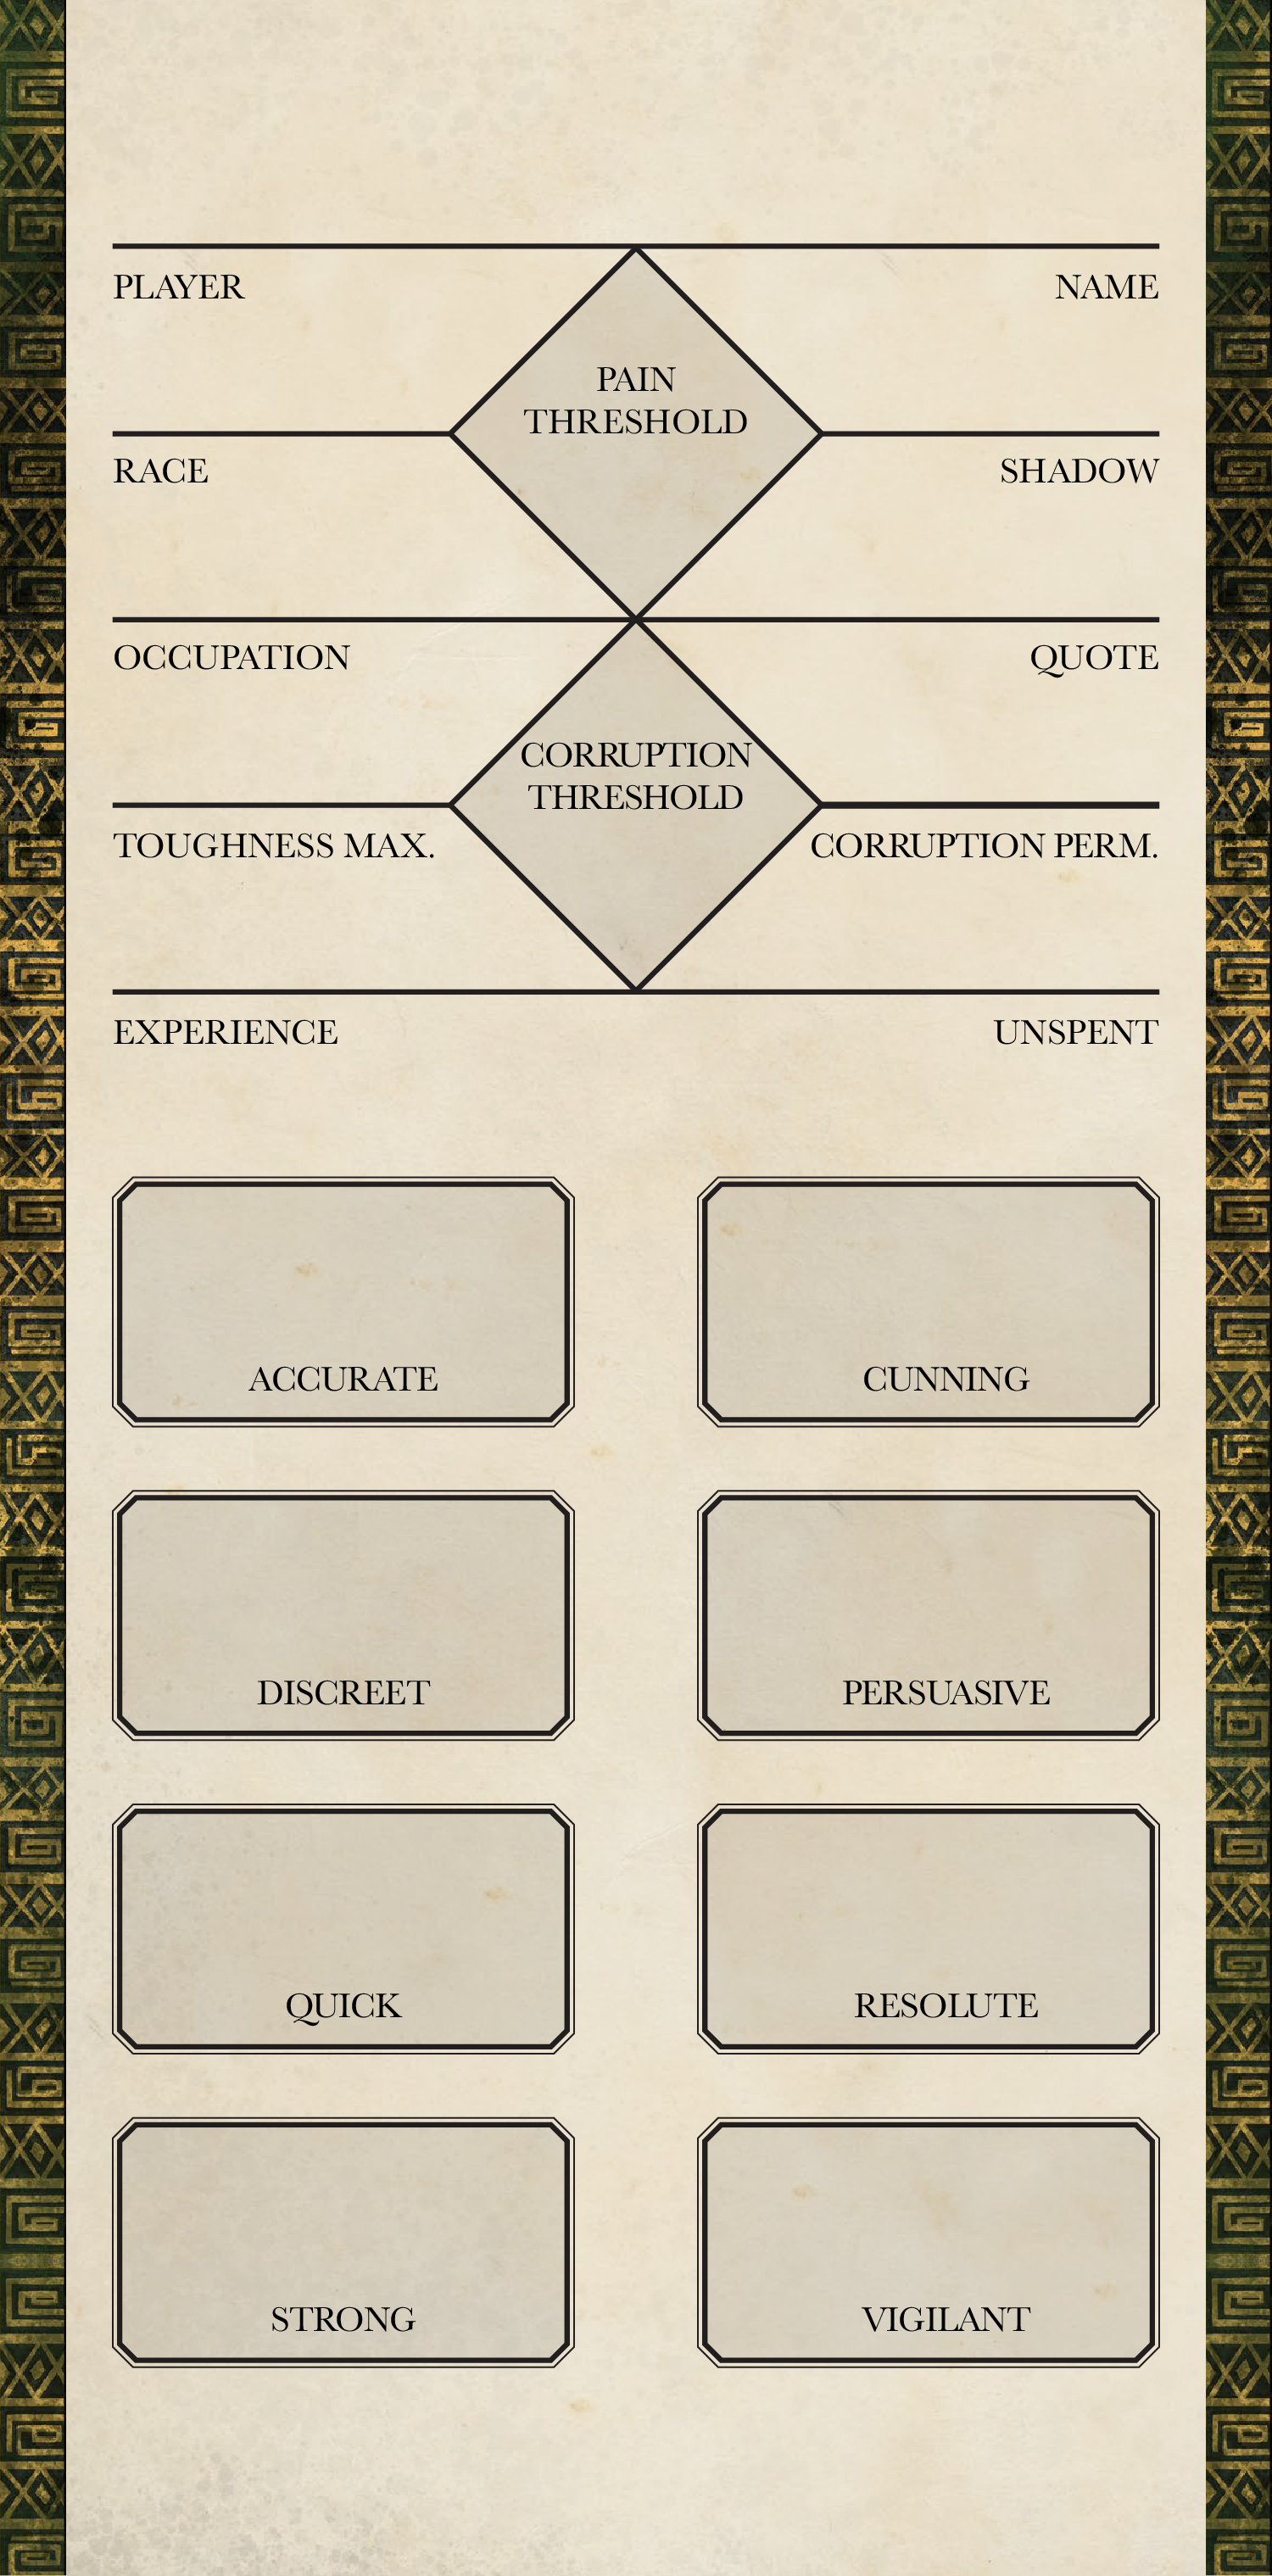 PLAYER
NAME
PAIN
THRESHOLD
RACE
SHADOW
OCCUPATION
QUOTE
CORRUPTION
THRESHOLD
TOUGHNESS MAX.
CORRUPTION PERM.
EXPERIENCE
UNSPENT
ACCURATE
CUNNING
DISCREET
PERSUASIVE
QUICK
RESOLUTE
STRONG
VIGILANT